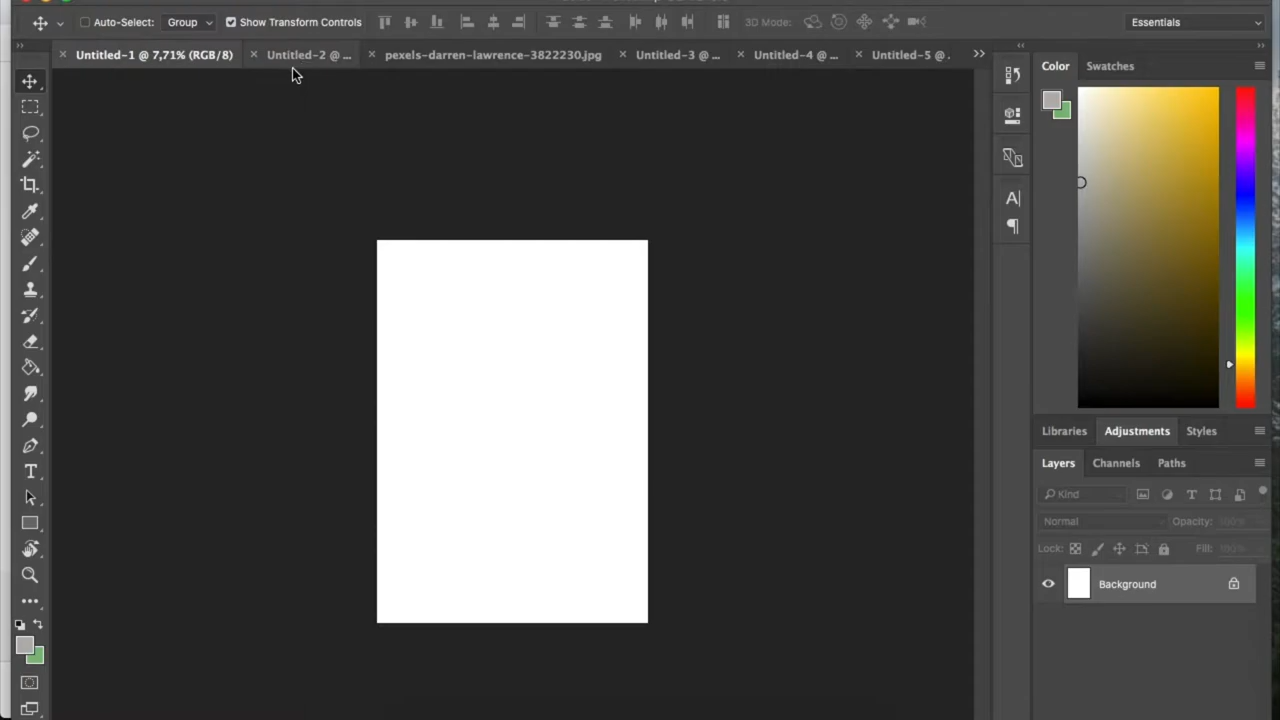 Auto-Select: Group Show Transform Controls 3D Mode: Essentials
Untitled-1 @ 7,71% (RGB/8) Untitled-2 @ ... pexels-darren-lawrence-3822230.jpg Untitled-3 @ ... Untitled-4 @ ... Untitled-5 @ .
Color Swatches
Libraries Adjustments Styles
Layers Channels Paths
Kind
Normal Opacity: 100%
Lock: Fill: 100%
Background